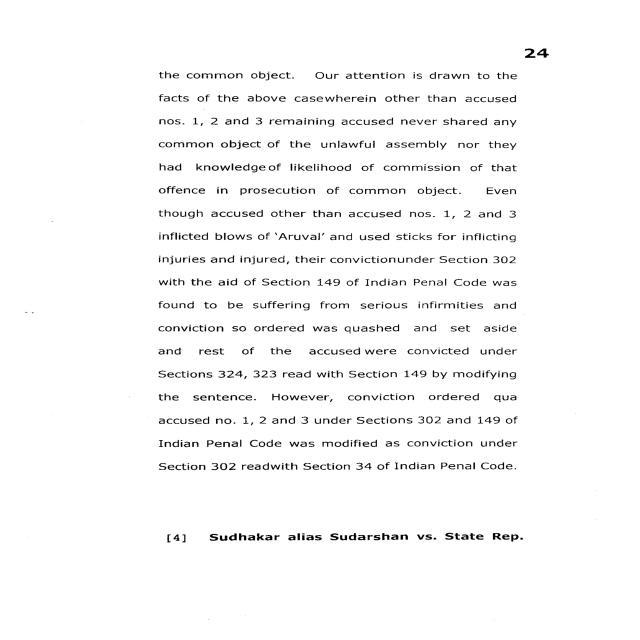 24
the common object. Our attention is drawn to the
facts of the above casewherein other than accused
nos. 1, 2 and 3 remaining accused never shared any
common object of the unlawful assembly nor they
had knowledgeof likelihood of commission of that
offence in prosecution of common object. Even
though accused other than accused nos. 1, 2 and 3
inflicted blows of 'Aruval' and used sticks for inflicting
injuries and injured, their convictionunder Section 302
with the aid of Section 149 of Indian Penal Code was
found to be suffering from serious infirmities and
conviction so ordered was quashed and set aside
and rest of the accused were convicted under
Sections 324, 323 read with Section 149 by modifying
the sentence. However, conviction ordered qua
accused no. 1, 2 and 3 under Sections 302 and 149 of
Indian Penal Code was modified as conviction under
Section 302 readwith Section 34 of Indian Penal Code.
[4] Sudhakar alias Sudarshan vs. State Rep.